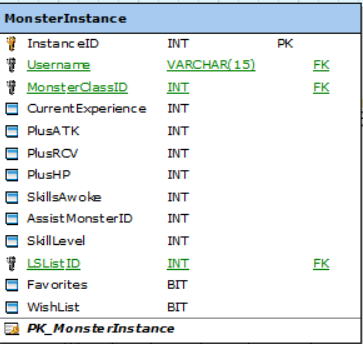 MonsterInstance
InstanceID INT PK
Username VARCHAR(15) FK
MonsterClassID INT FK
CurrentExperience INT
PlusATK INT
PlusRCV INT
PlusHP INT
SkillsAwoke INT
AssistMonsterID INT
SkillLevel INT
LSListID INT FK
Favorites BIT
WishList BIT
PK_MonsterInstance